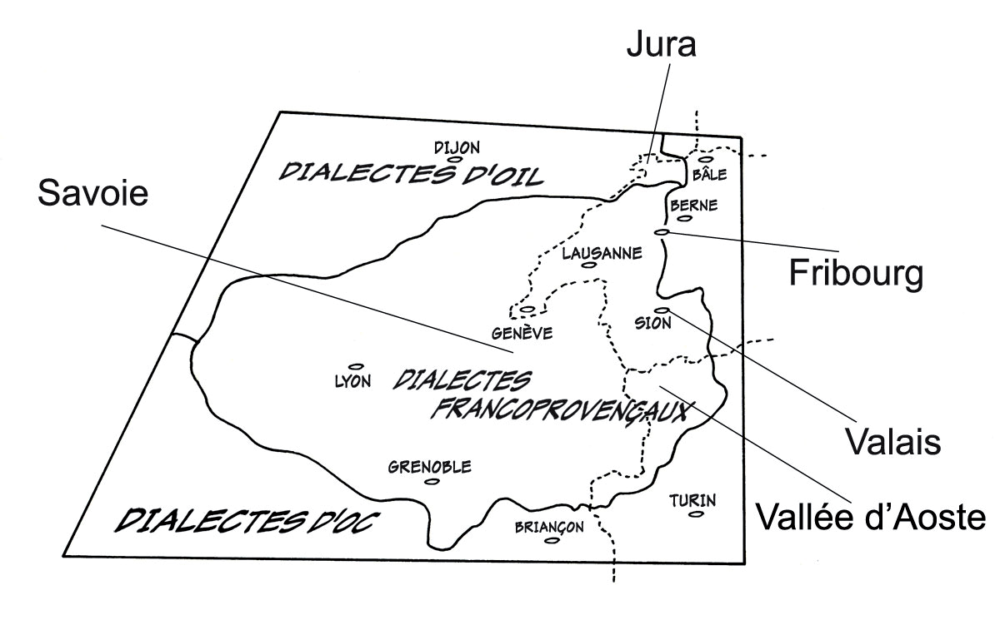 Jura
DIJON
DIALECTES D'OIL
BÂLE
Savoie
BERNE
LAUSANNE
Fribourg
GENÈVE
SION
LYON
DIALECTES
FRANCOPROVENÇAUX
Valais
GRENOBLE
TURIN
Vallée d’Aoste
DIALECTES D'OC
BRIANÇON